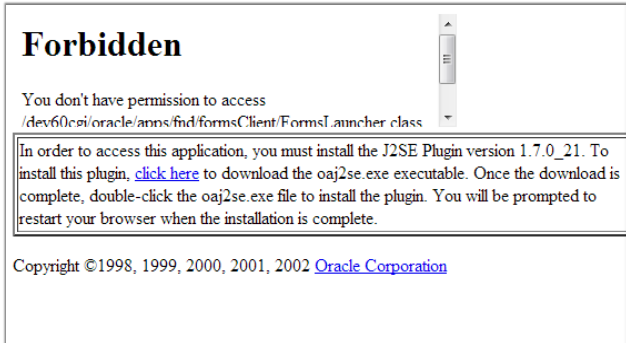 Forbidden
You don't have permission to access
/dev60cgi/oracle/apps/fnd/formsClient/FormsLauncher.class
In order to access this application, you must install the J2SE Plugin version 1.7.0_21. To
install this plugin, click here to download the oaj2se.exe executable. Once the download is
complete, double-click the oaj2se.exe file to install the plugin. You will be prompted to
restart your browser when the installation is complete.
Copyright ©1998, 1999, 2000, 2001, 2002 Oracle Corporation